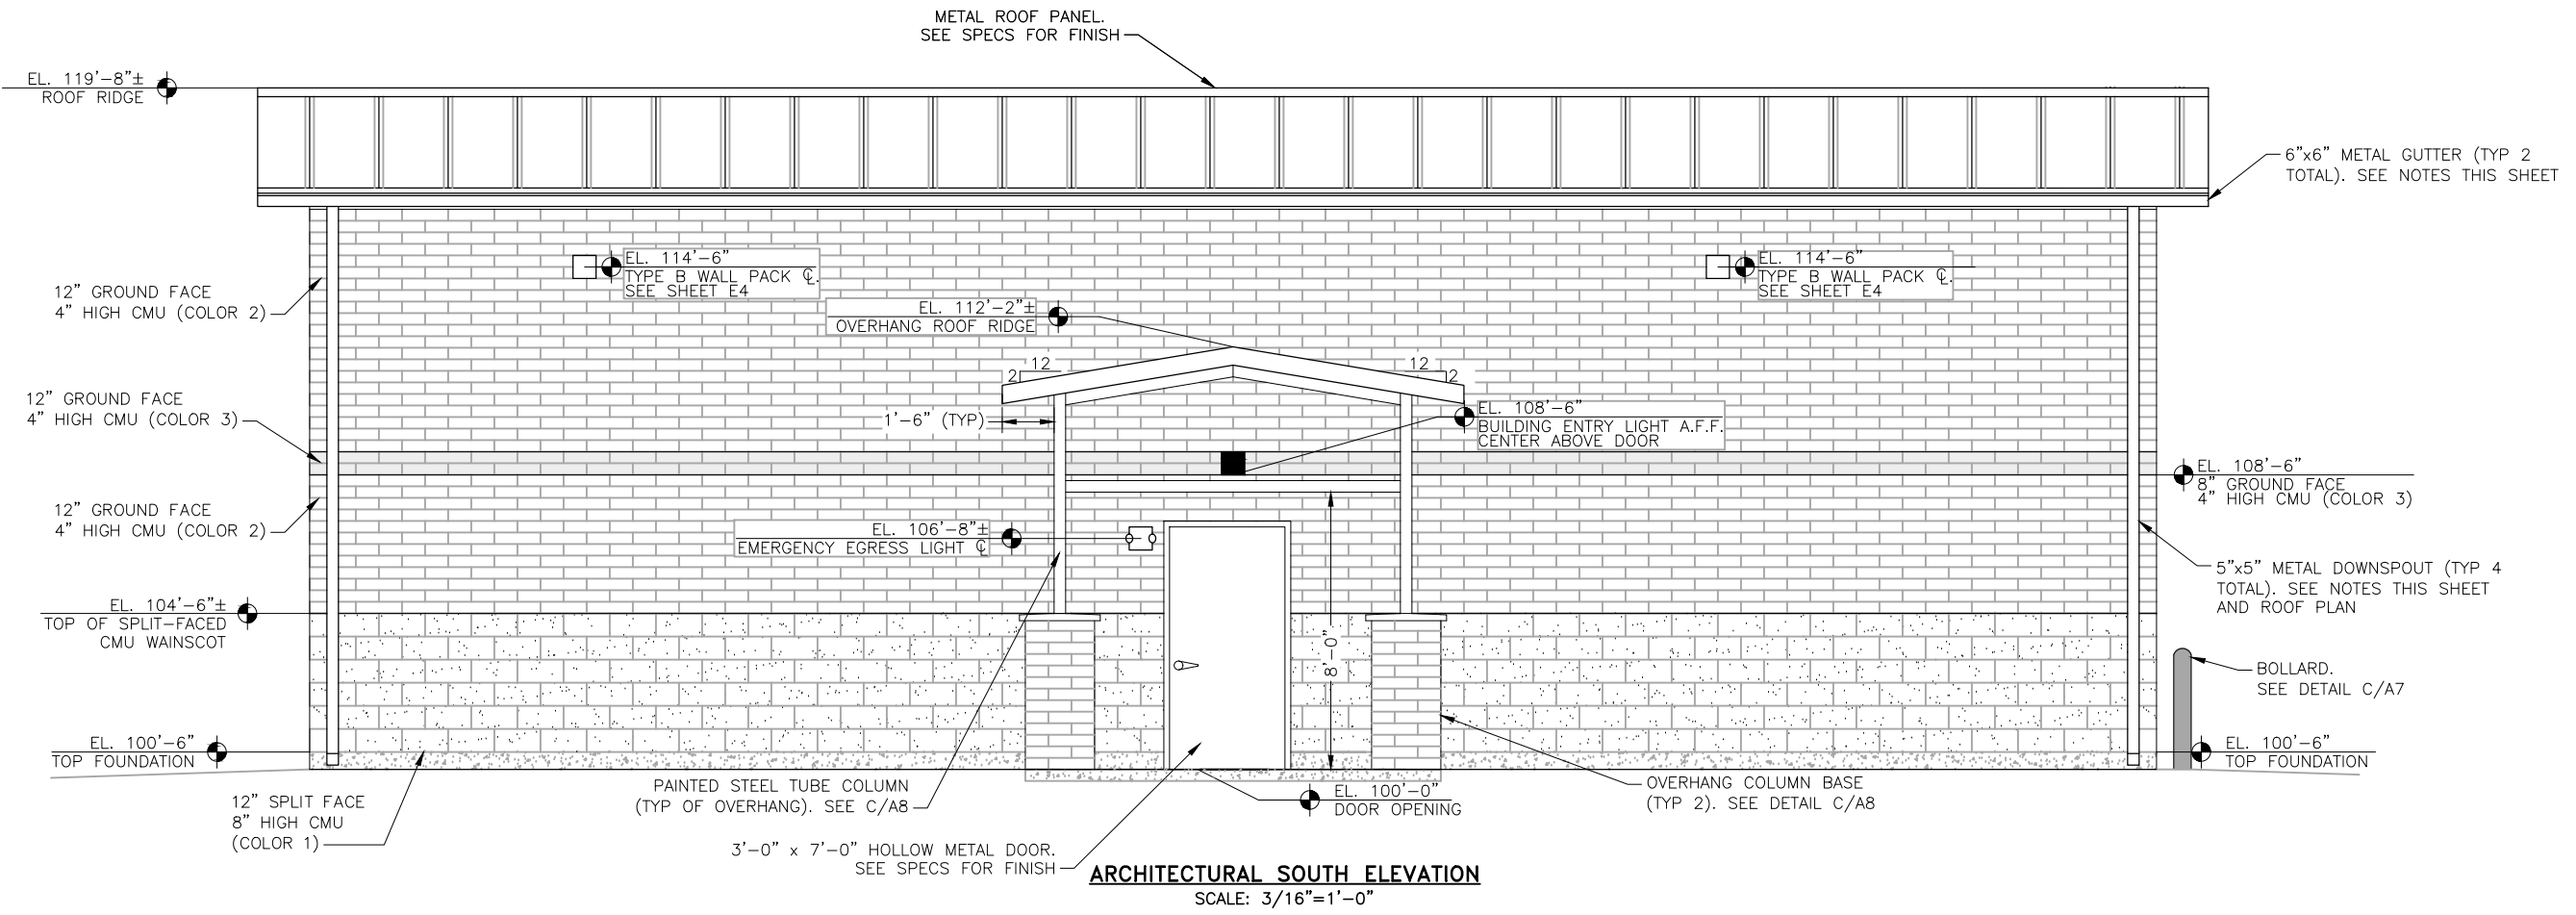 METAL ROOF PANEL.
SEE SPECS FOR FINISH
EL. 119'-8"±
ROOF RIDGE
6"x6" METAL GUTTER (TYP 2
TOTAL). SEE NOTES THIS SHEET
EL. 114'-6"
TYPE B WALL PACK ℄.
SEE SHEET E4
EL. 114'-6"
TYPE B WALL PACK ℄.
SEE SHEET E4
12" GROUND FACE
4" HIGH CMU (COLOR 2)
EL. 112'-2"±
OVERHANG ROOF RIDGE
12
2
12
2
12" GROUND FACE
4" HIGH CMU (COLOR 3)
1'-6" (TYP)
EL. 108'-6"
BUILDING ENTRY LIGHT A.F.F.
CENTER ABOVE DOOR
EL. 108'-6"
8" GROUND FACE
4" HIGH CMU (COLOR 3)
12" GROUND FACE
4" HIGH CMU (COLOR 2)
EL. 106'-8"±
EMERGENCY EGRESS LIGHT ℄
5"x5" METAL DOWNSPOUT (TYP 4
TOTAL). SEE NOTES THIS SHEET
AND ROOF PLAN
EL. 104'-6"±
TOP OF SPLIT-FACED
CMU WAINSCOT
8'-0"
BOLLARD.
SEE DETAIL C/A7
EL. 100'-6"
TOP FOUNDATION
EL. 100'-6"
TOP FOUNDATION
PAINTED STEEL TUBE COLUMN
(TYP OF OVERHANG). SEE C/A8
EL. 100'-0"
DOOR OPENING
OVERHANG COLUMN BASE
(TYP 2). SEE DETAIL C/A8
12" SPLIT FACE
8" HIGH CMU
(COLOR 1)
3'-0" x 7'-0" HOLLOW METAL DOOR.
SEE SPECS FOR FINISH
ARCHITECTURAL SOUTH ELEVATION
SCALE: 3/16"=1'-0"